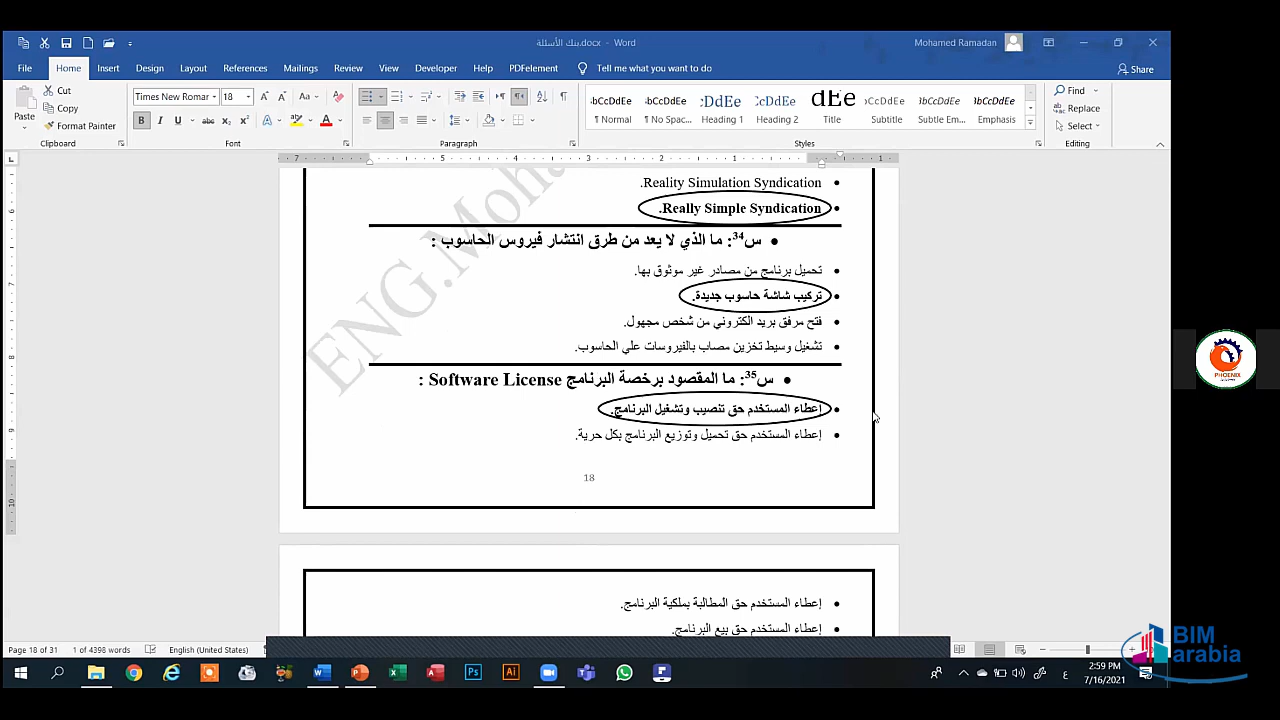 بنك الأسئلة.docx - Word
Mohamed Ramadan
File Home Insert Design Layout References Mailings Review View Developer Help PDFelement Tell me what you want to do Share
Paste
Cut
Copy
Format Painter
Clipboard
Times New Roman 18
Font
Paragraph
¶ Normal
¶ No Spac...
Heading 1
Heading 2
Title
Subtitle
Subtle Em...
Emphasis
Styles
Find
Replace
Select
Editing
Reality Simulation Syndication.
Really Simple Syndication.
س34: ما الذي لا يعد من طرق انتشار فيروس الحاسوب :
تحميل برنامج من مصادر غير موثوق بها.
تركيب شاشة حاسوب جديدة.
فتح مرفق بريد الكتروني من شخص مجهول.
تشغيل وسيط تخزين مصاب بالفيروسات علي الحاسوب.
س35: ما المقصود برخصة البرنامج Software License :
إعطاء المستخدم حق تنصيب وتشغيل البرنامج.
إعطاء المستخدم حق تحميل وتوزيع البرنامج بكل حرية.
18
إعطاء المستخدم حق المطالبة بملكية البرنامج.
إعطاء المستخدم حق بيع البرنامج.
ENG.Moha
PHOENIX
Page 18 of 31 1 of 4398 words English (United States)
BIM
arabia
2:59 PM
7/16/2021